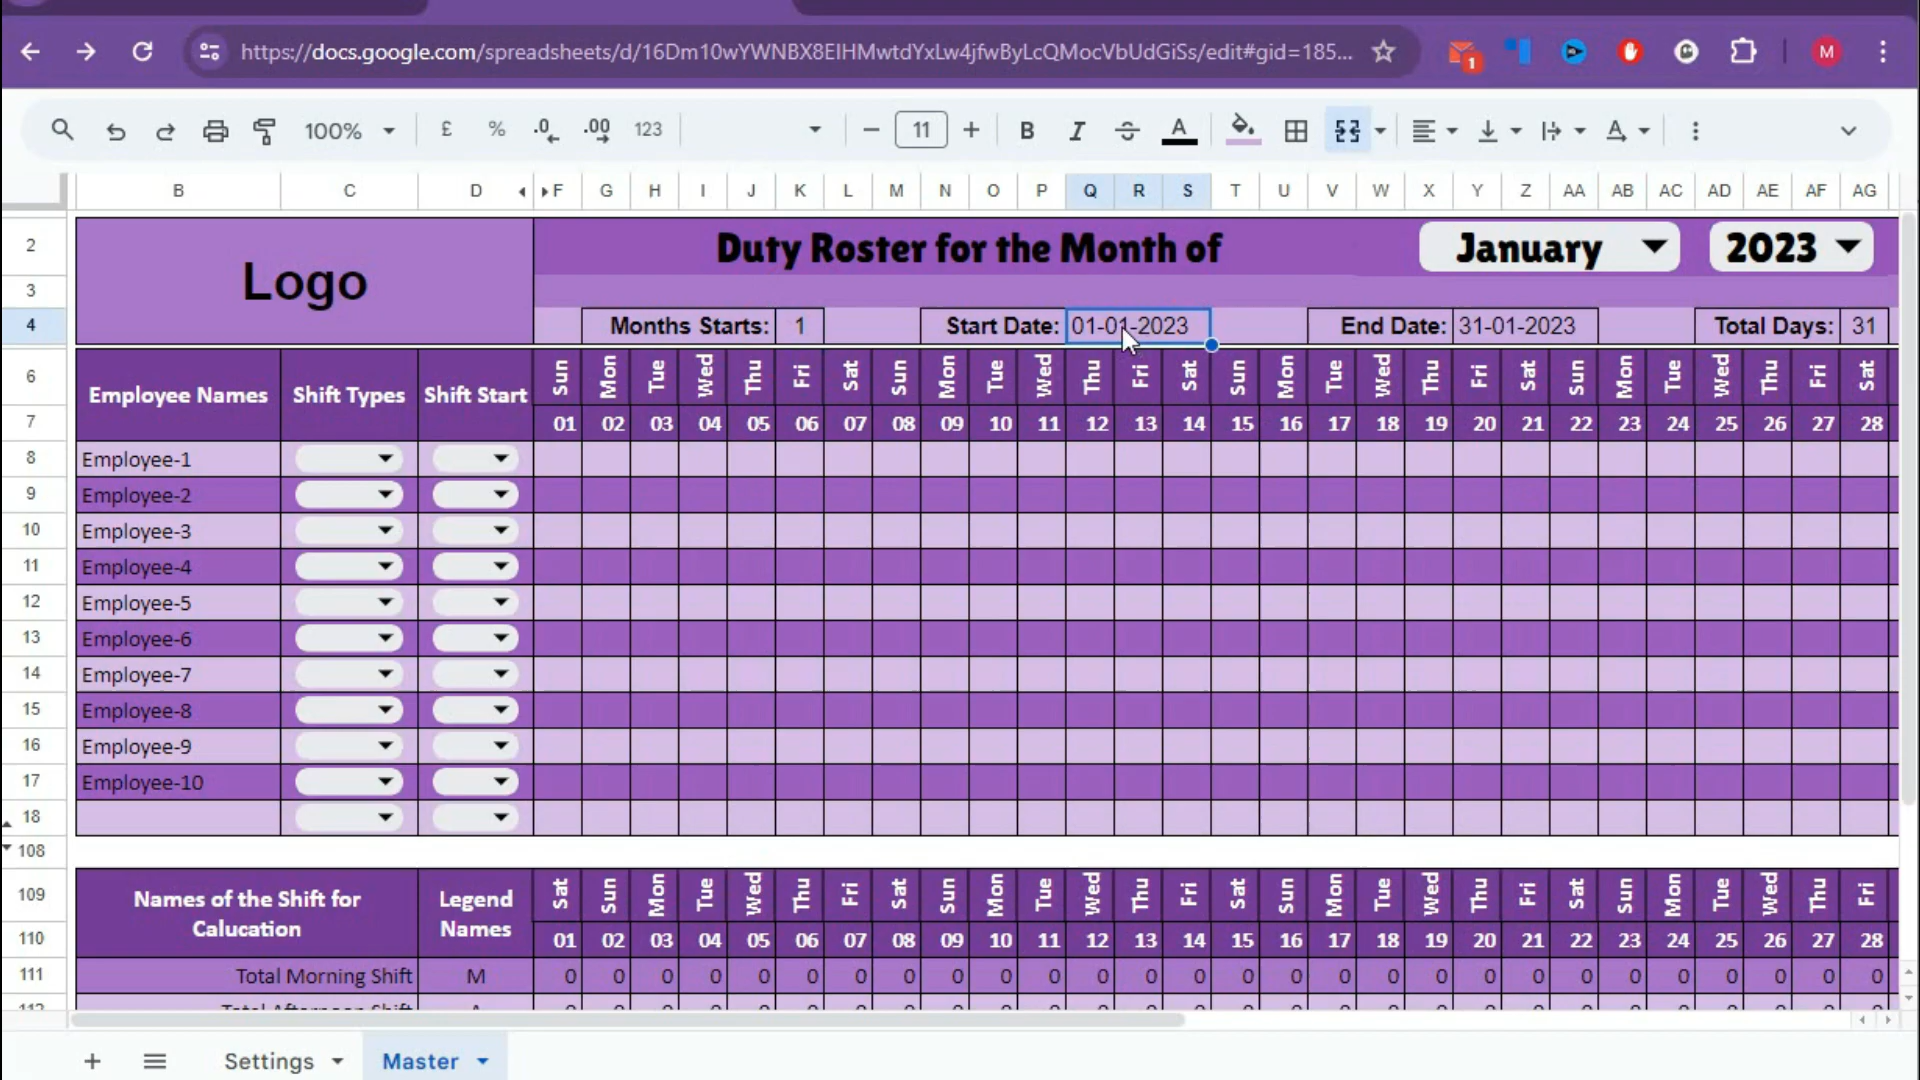 https://docs.google.com/spreadsheets/d/16Dm10wYWNBX8EIHMwtdYxLw4jfwByLcQMocVbUdGiSs/edit#gid=185...
1 M
100% £ % .0 .00 123 11 B I A A
B C D F G H I J K L M N O P Q R S T U V W X Y Z AA AB AC AD AE AF AG
2 Logo Duty Roster for the Month of January 2023
3
4 Months Starts: 1 Start Date: 01-01-2023 End Date: 31-01-2023 Total Days: 31
6 Employee Names Shift Types Shift Start Sun Mon Tue Wed Thu Fri Sat Sun Mon Tue Wed Thu Fri Sat Sun Mon Tue Wed Thu Fri Sat Sun Mon Tue Wed Thu Fri Sat
7 01 02 03 04 05 06 07 08 09 10 11 12 13 14 15 16 17 18 19 20 21 22 23 24 25 26 27 28
8 Employee-1
9 Employee-2
10 Employee-3
11 Employee-4
12 Employee-5
13 Employee-6
14 Employee-7
15 Employee-8
16 Employee-9
17 Employee-10
18
108
109 Names of the Shift for Legend Sat Sun Mon Tue Wed Thu Fri Sat Sun Mon Tue Wed Thu Fri Sat Sun Mon Tue Wed Thu Fri Sat Sun Mon Tue Wed Thu Fri
110 Calucation Names 01 02 03 04 05 06 07 08 09 10 11 12 13 14 15 16 17 18 19 20 21 22 23 24 25 26 27 28
111 Total Morning Shift M 0 0 0 0 0 0 0 0 0 0 0 0 0 0 0 0 0 0 0 0 0 0 0 0 0 0 0 0
Settings Master